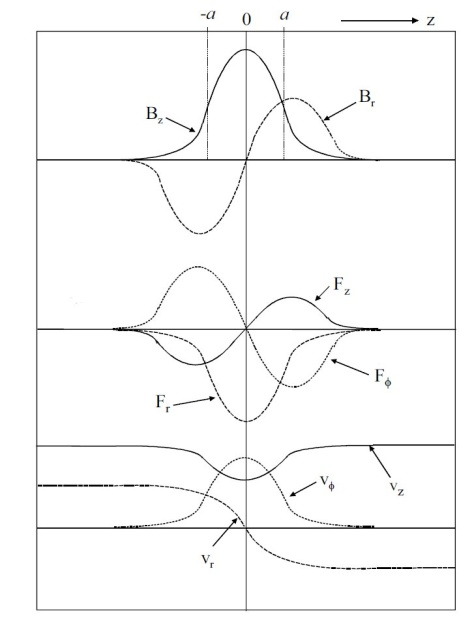 -a 0 a z
B_z B_r
F_z
F_r F_φ
v_φ v_z
v_r